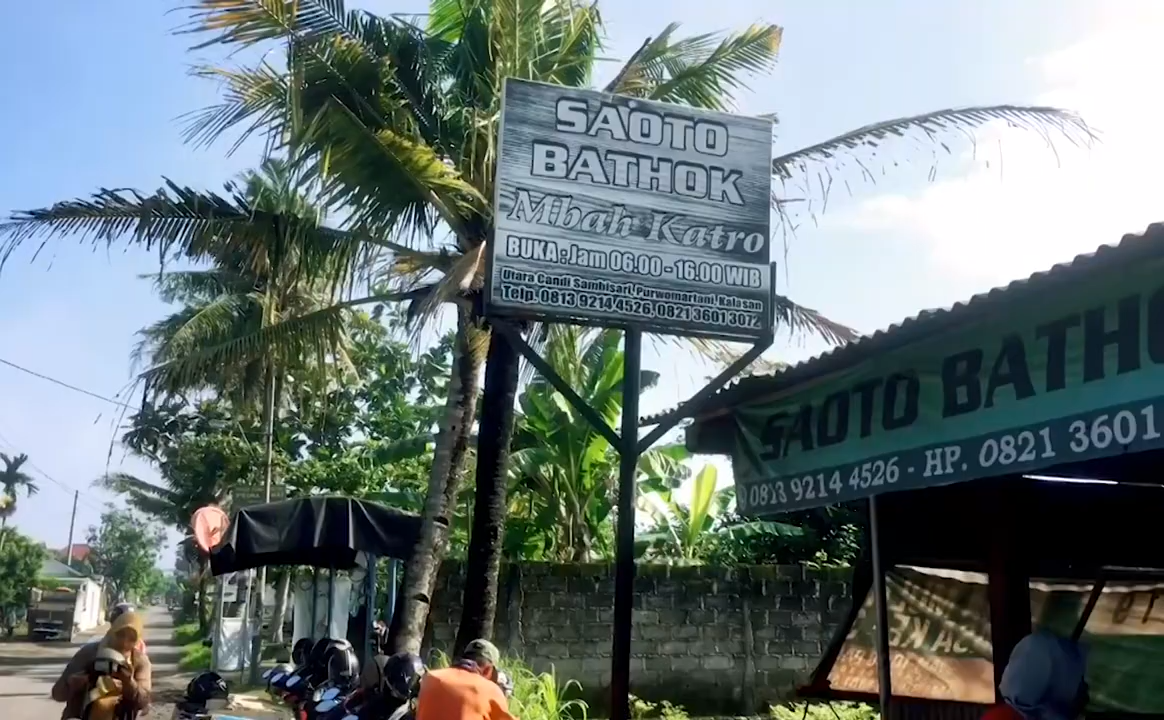 SAOTO
BATHOK
Mbah Katro
BUKA : Jam 06.00 - 16.00 WIB
Utara Candi Sambisari, Purwomartani, Kalasan
Telp. 0813 9214 4526, 0821 3601 3072
SAOTO BATHO
0813 9214 4526 - HP. 0821 3601